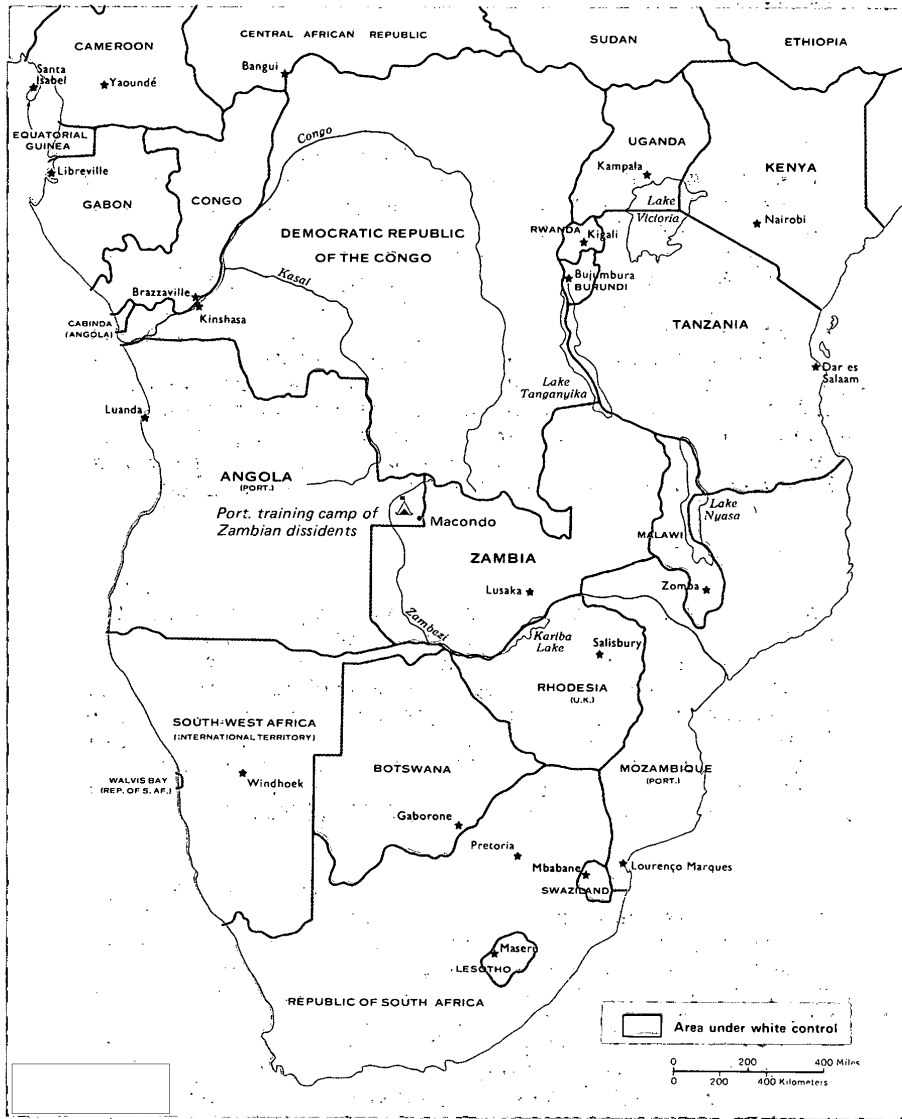 CAMEROON
CENTRAL AFRICAN REPUBLIC
SUDAN
ETHIOPIA
Santa
Isabel
Yaoundé
Bangui
EQUATORIAL
GUINEA
Libreville
GABON
CONGO
Congo
UGANDA
Kampala
KENYA
Lake
Victoria
Nairobi
RWANDA
Kigali
DEMOCRATIC REPUBLIC
OF THE CONGO
Kasai
Bujumbura
BURUNDI
Brazzaville
Kinshasa
CABINDA
(ANGOLA)
TANZANIA
Dar es
Salaam
Lake
Tanganyika
Luanda
ANGOLA
(PORT.)
Port. training camp of
Zambian dissidents
Macondo
Lake
Nyasa
MALAWI
ZAMBIA
Lusaka
Zomba
Zambezi
Kariba
Lake
Salisbury
RHODESIA
(U.K.)
SOUTH-WEST AFRICA
(INTERNATIONAL TERRITORY)
WALVIS BAY
(REP. OF S. AF.)
Windhoek
BOTSWANA
MOZAMBIQUE
(PORT.)
Gaborone
Pretoria
Mbabane
Lourenço Marques
SWAZILAND
Maseru
LESOTHO
REPUBLIC OF SOUTH AFRICA
Area under white control
0 200 400 Miles
0 200 400 Kilometers